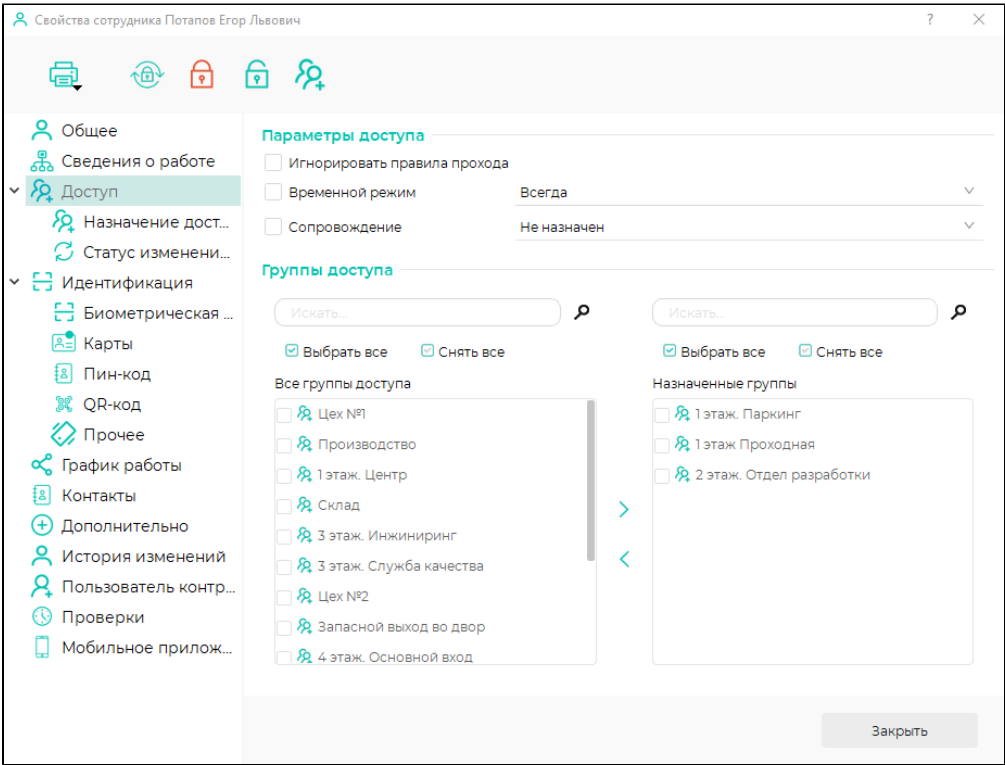 Свойства сотрудника Потапов Егор Львович
?
Общее
Сведения о работе
Доступ
Назначение дост...
Статус изменени...
Идентификация
Биометрическая ...
Карты
Пин-код
QR-код
Прочее
График работы
Контакты
Дополнительно
История изменений
Пользователь контр...
Проверки
Мобильное прилож...
Параметры доступа
Игнорировать правила прохода
Временной режим Всегда
Сопровождение Не назначен
Группы доступа
Искать...
Выбрать все Снять все
Все группы доступа
Цех №1
Производство
1 этаж. Центр
Склад
3 этаж. Инжиниринг
3 этаж. Служба качества
Цех №2
Запасной выход во двор
4 этаж. Основной вход
Искать...
Выбрать все Снять все
Назначенные группы
1 этаж. Паркинг
1 этаж Проходная
2 этаж. Отдел разработки
Закрыть